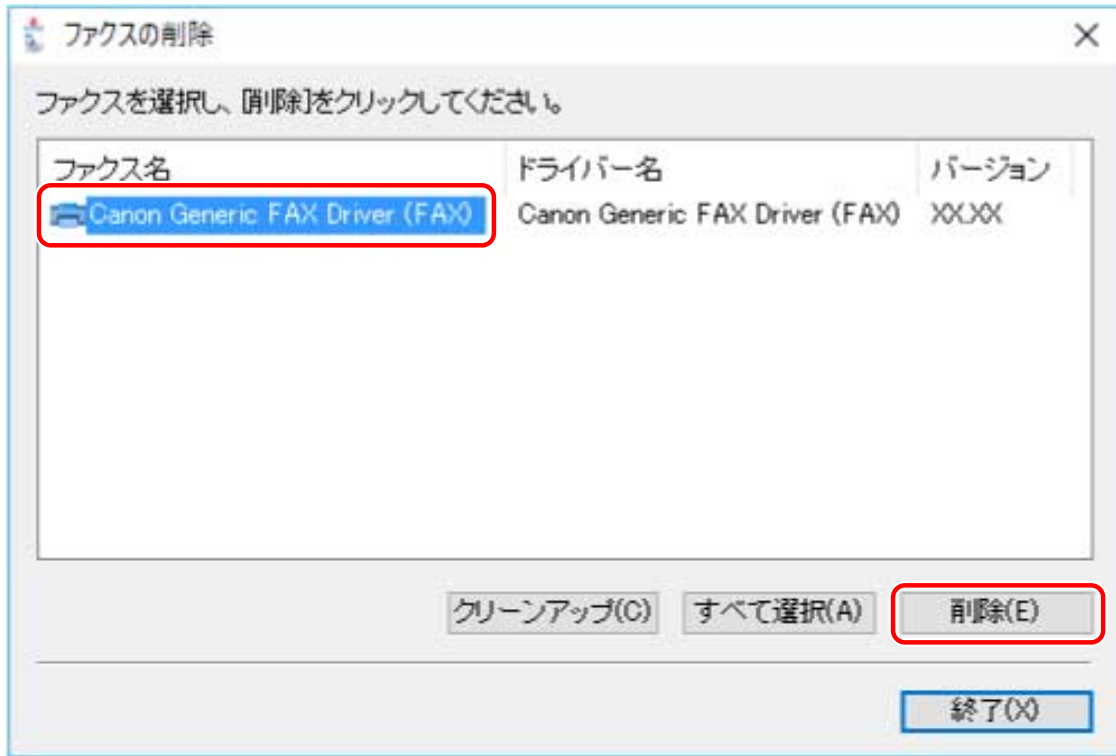 ファクスの削除
ファクスを選択し、[削除]をクリックしてください。
ファクス名 ドライバー名 バージョン
Canon Generic FAX Driver (FAX) Canon Generic FAX Driver (FAX) XX.XX
クリーンアップ(C) すべて選択(A) 削除(E)
終了(X)